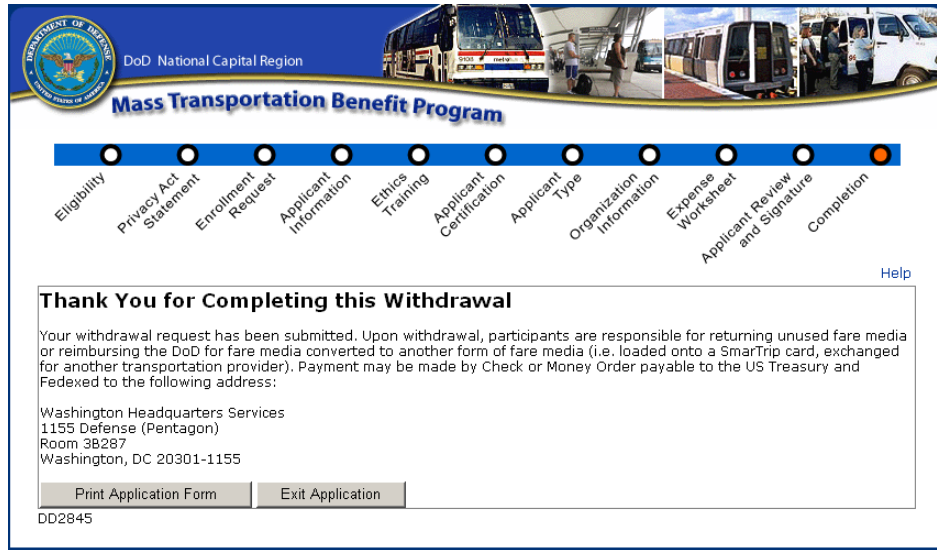 DEPARTMENT OF DEFENSE
UNITED STATES OF AMERICA
DoD National Capital Region
Mass Transportation Benefit Program
Eligibility
Privacy Act
Statement
Enrollment
Request
Applicant
Information
Ethics
Training
Applicant
Certification
Applicant
Type
Organization
Information
Expense
Worksheet
Applicant Review
and Signature
Completion
Help
Thank You for Completing this Withdrawal
Your withdrawal request has been submitted. Upon withdrawal, participants are responsible for returning unused fare media
or reimbursing the DoD for fare media converted to another form of fare media (i.e. loaded onto a SmarTrip card, exchanged
for another transportation provider). Payment may be made by Check or Money Order payable to the US Treasury and
Fedexed to the following address:
Washington Headquarters Services
1155 Defense (Pentagon)
Room 3B287
Washington, DC 20301-1155
Print Application Form
Exit Application
DD2845